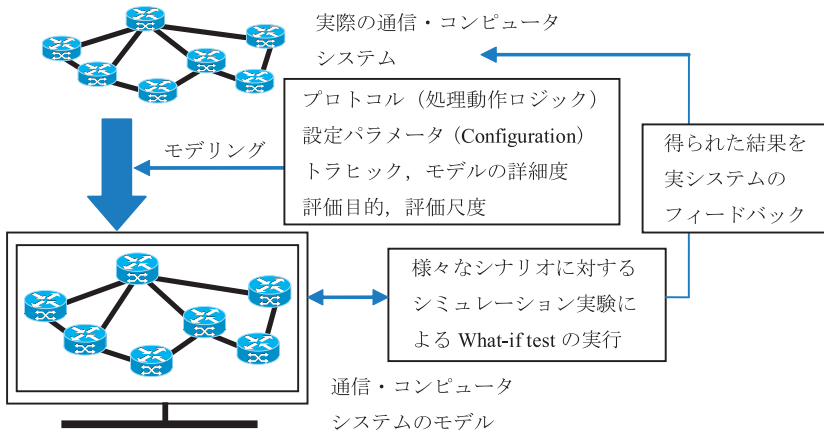 実際の通信・コンピュータ
システム
プロトコル（処理動作ロジック）
設定パラメータ（Configuration）
トラヒック，モデルの詳細度
評価目的，評価尺度
モデリング
得られた結果を
実システムの
フィードバック
様々なシナリオに対する
シミュレーション実験に
よる What-if test の実行
通信・コンピュータ
システムのモデル